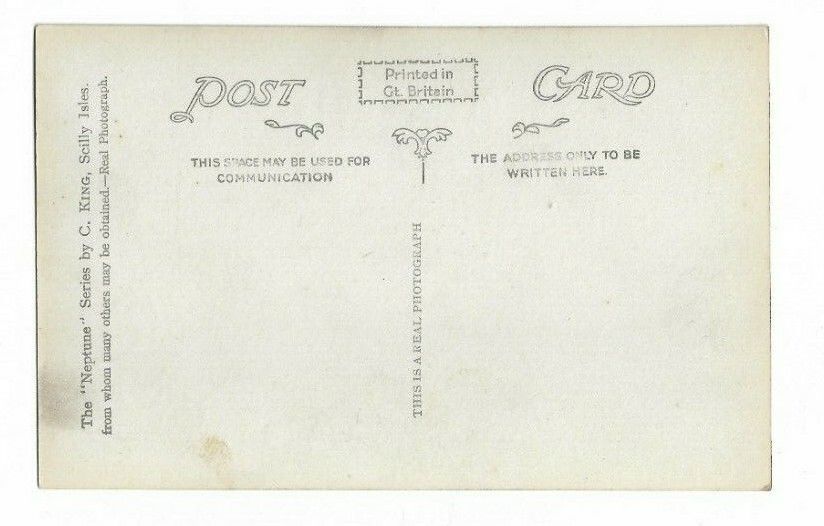 POST CARD
Printed in
Gt. Britain
THIS SPACE MAY BE USED FOR
COMMUNICATION
THE ADDRESS ONLY TO BE
WRITTEN HERE.
THIS IS A REAL PHOTOGRAPH
The "Neptune" Series by C. KING, Scilly Isles.
from whom many others may be obtained.—Real Photograph.